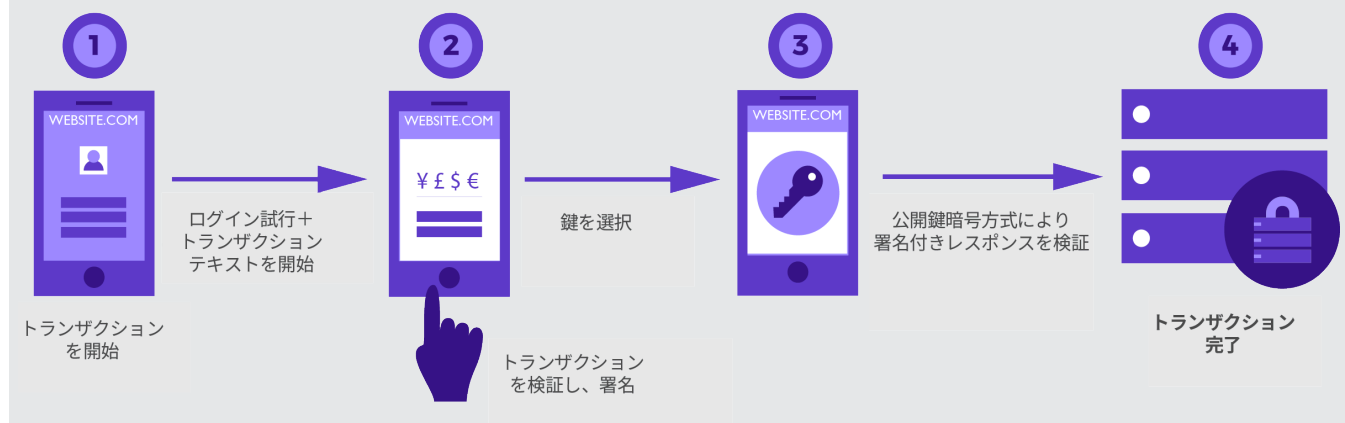 1
2
3
4
WEBSITE.COM
WEBSITE.COM
WEBSITE.COM
¥ £ $ €
ログイン試行＋
トランザクション
テキストを開始
鍵を選択
公開鍵暗号方式により
署名付きレスポンスを検証
トランザクション
を開始
トランザクション
を検証し、署名
トランザクション
完了